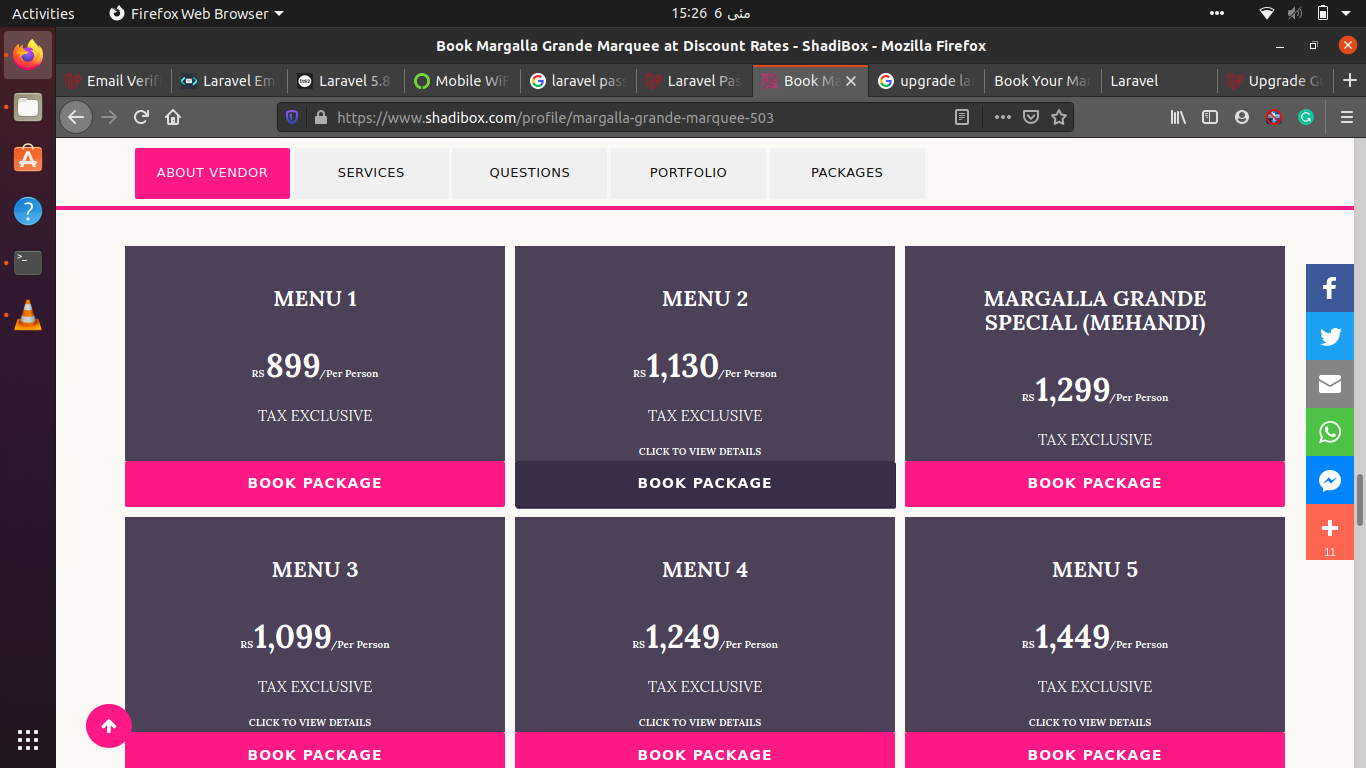 Activities
Firefox Web Browser
15:26 مئی 6
Book Margalla Grande Marquee at Discount Rates - ShadiBox - Mozilla Firefox
Email Verif
Laravel Em
Laravel 5.8
Mobile WiF
laravel pas
Laravel Pas
Book Ma
upgrade la
Book Your Mar
Laravel
Upgrade Gu
https://www.shadibox.com/profile/margalla-grande-marquee-503
ABOUT VENDOR
SERVICES
QUESTIONS
PORTFOLIO
PACKAGES
MENU 1
RS 899/Per Person
TAX EXCLUSIVE
BOOK PACKAGE
MENU 2
RS 1,130/Per Person
TAX EXCLUSIVE
CLICK TO VIEW DETAILS
BOOK PACKAGE
MARGALLA GRANDE
SPECIAL (MEHANDI)
RS 1,299/Per Person
TAX EXCLUSIVE
BOOK PACKAGE
MENU 3
RS 1,099/Per Person
TAX EXCLUSIVE
CLICK TO VIEW DETAILS
BOOK PACKAGE
MENU 4
RS 1,249/Per Person
TAX EXCLUSIVE
CLICK TO VIEW DETAILS
BOOK PACKAGE
MENU 5
RS 1,449/Per Person
TAX EXCLUSIVE
CLICK TO VIEW DETAILS
BOOK PACKAGE
11